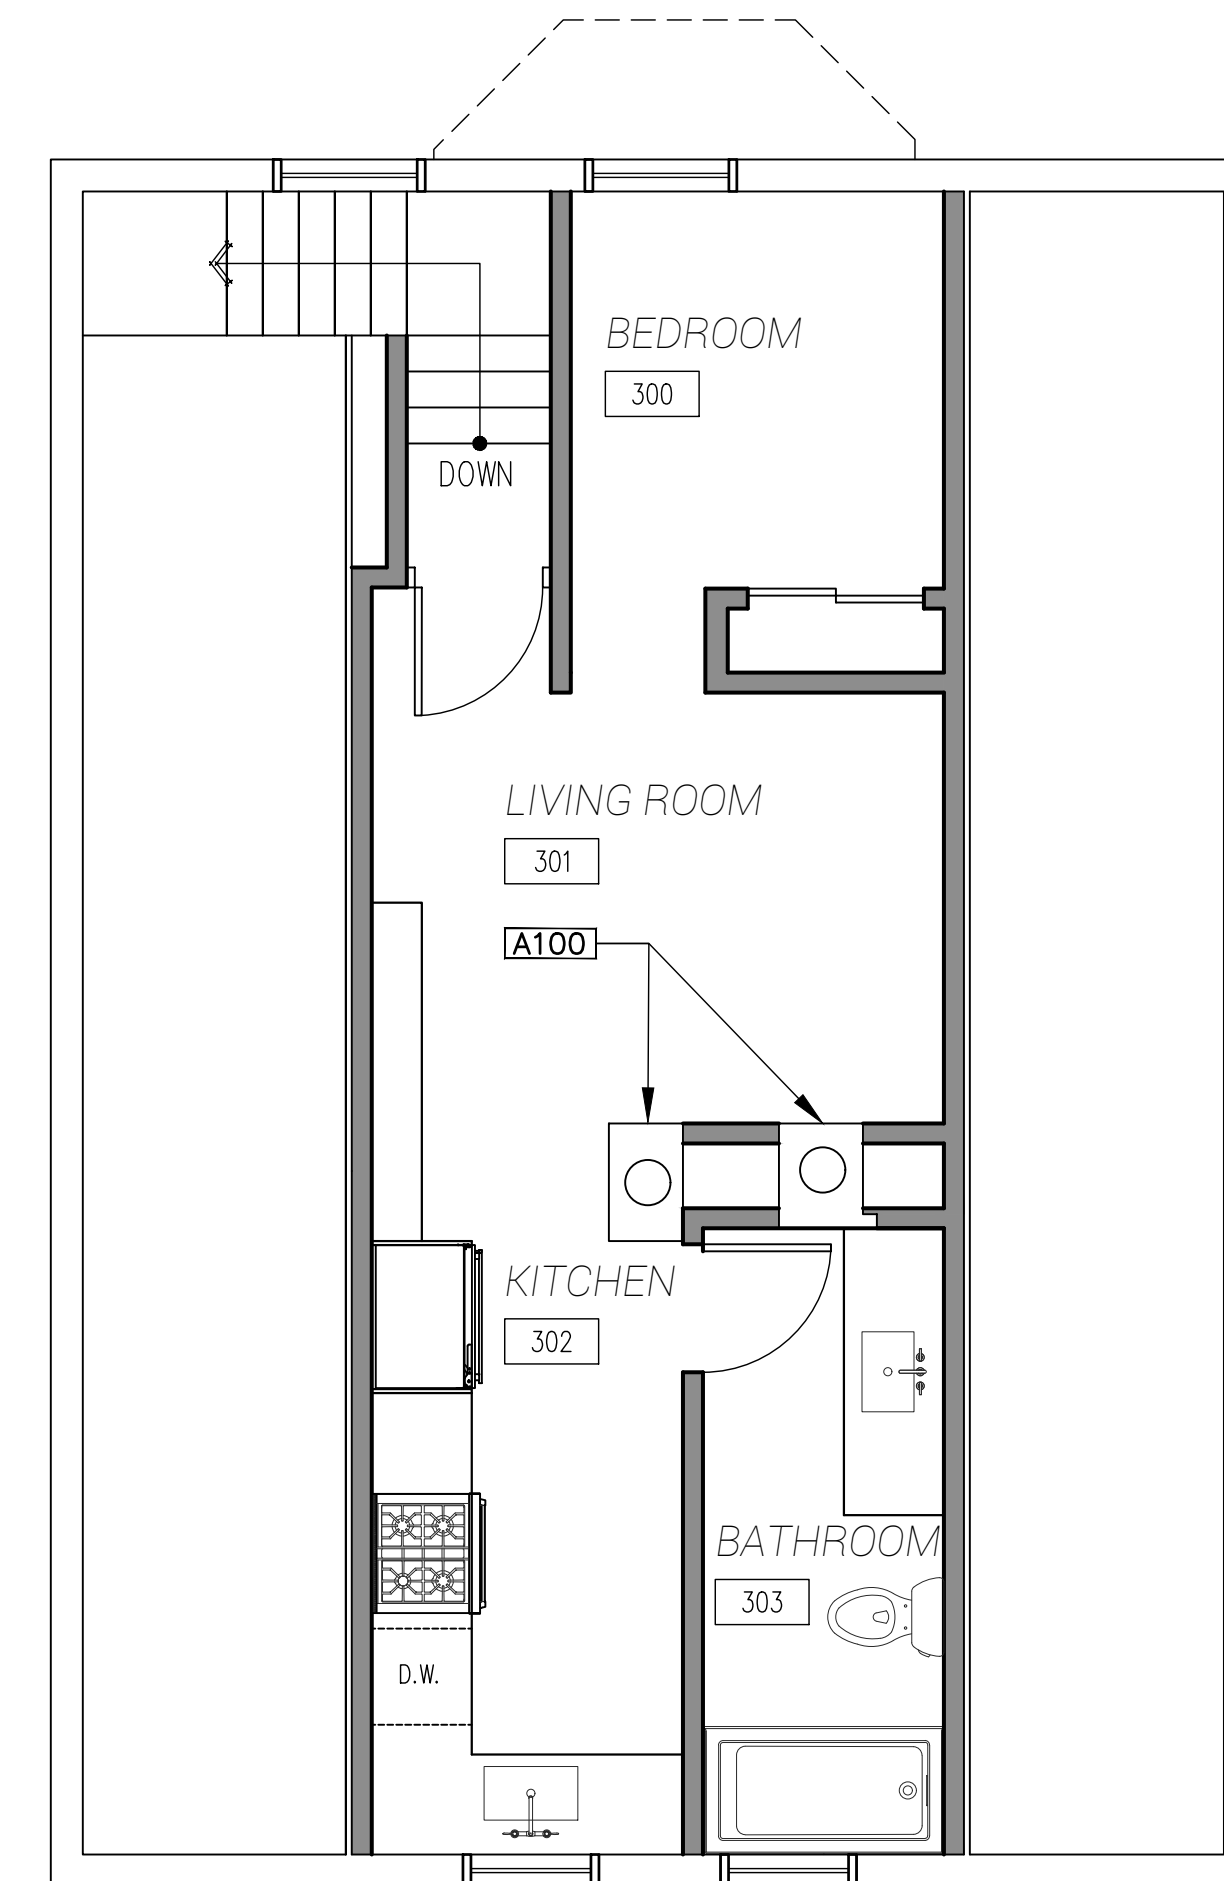 BEDROOM
300
DOWN
LIVING ROOM
301
A100
KITCHEN
302
BATHROOM
303
D.W.